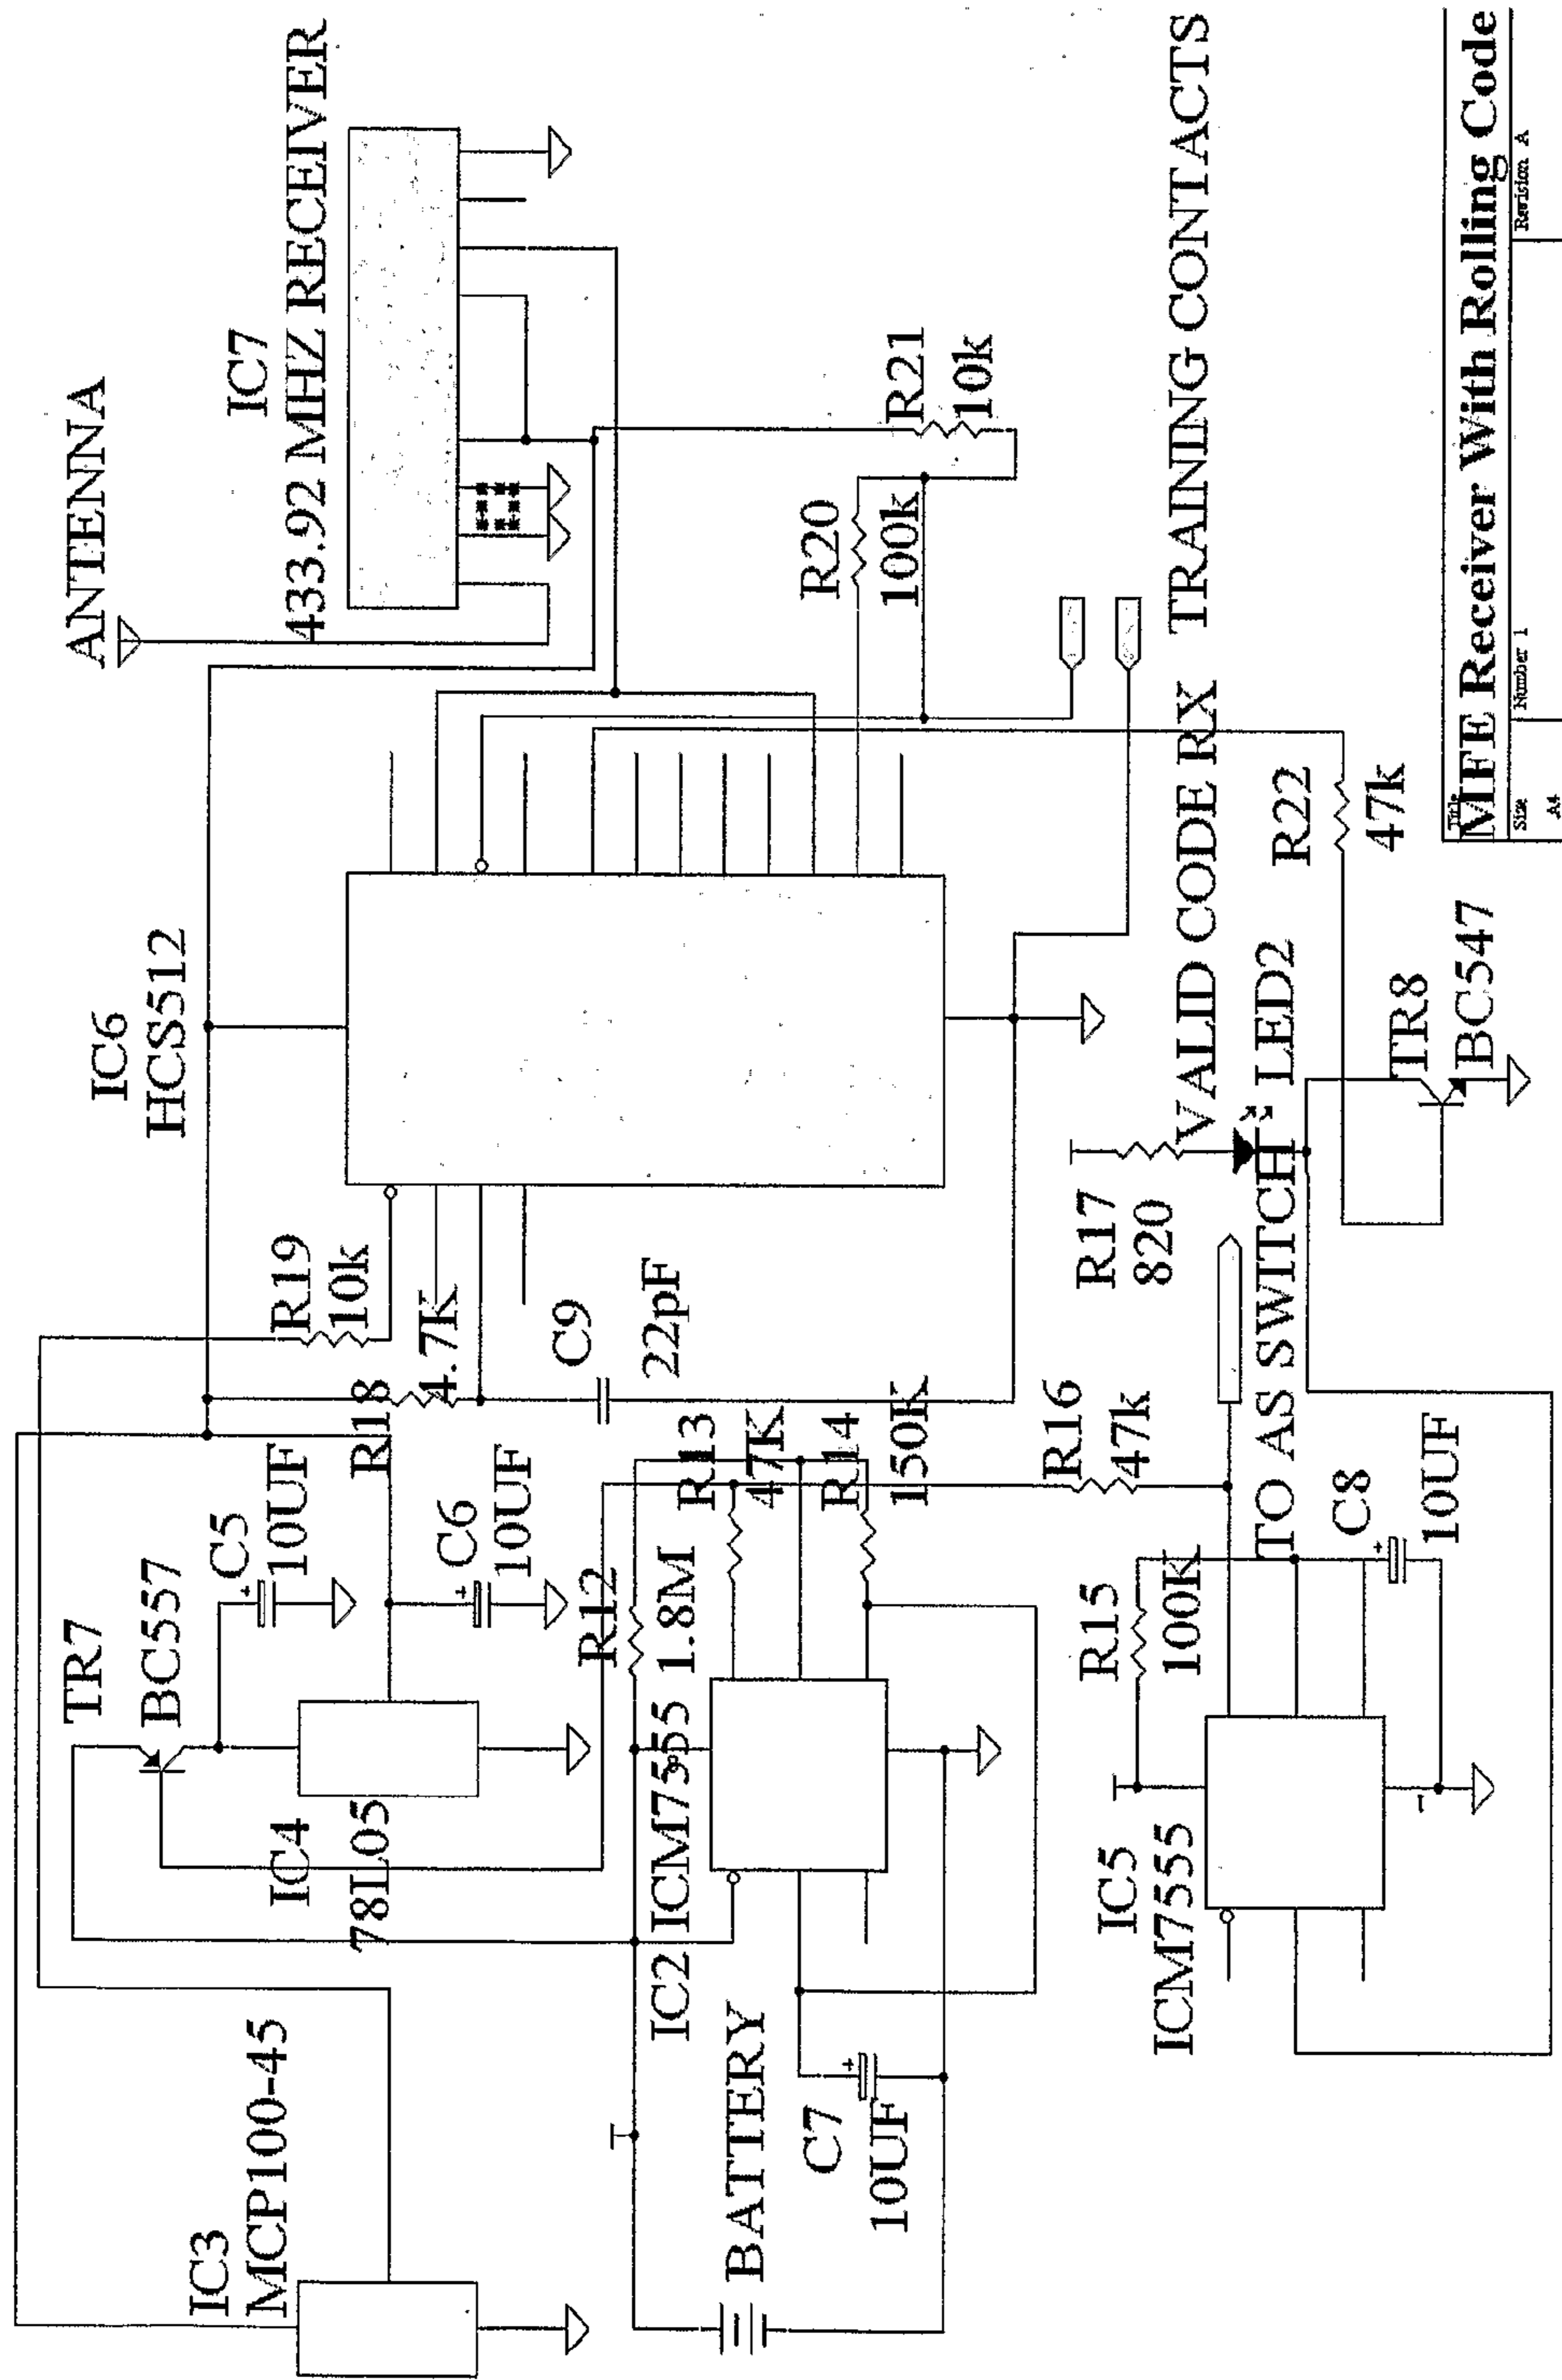 ANTENNA
IC7
433.92 MHZ RECEIVER
IC6
HCS512
R21
10k
R20
100k
TRAINING CONTACTS
R19
10k
R18
4.7K
C9
22pF
TR7
BC557
C5
10UF
C6
10UF
IC4
78L05
IC3
MCP100-45
R12
1.8M
R13
47K
R14
150K
IC2 ICM7555
BATTERY
C7
10UF
R16
47k
R17
820
VALID CODE RX
LED2
TO AS SWITCH
R22
47k
TR8
BC547
R15
100K
C8
10UF
IC5
ICM7555
Title
MFE Receiver With Rolling Code
Size
A4
Number 1
Revision A